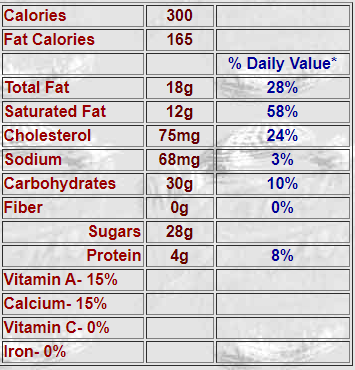 Calories 300
Fat Calories 165
% Daily Value*
Total Fat 18g 28%
Saturated Fat 12g 58%
Cholesterol 75mg 24%
Sodium 68mg 3%
Carbohydrates 30g 10%
Fiber 0g 0%
Sugars 28g
Protein 4g 8%
Vitamin A- 15%
Calcium- 15%
Vitamin C- 0%
Iron- 0%